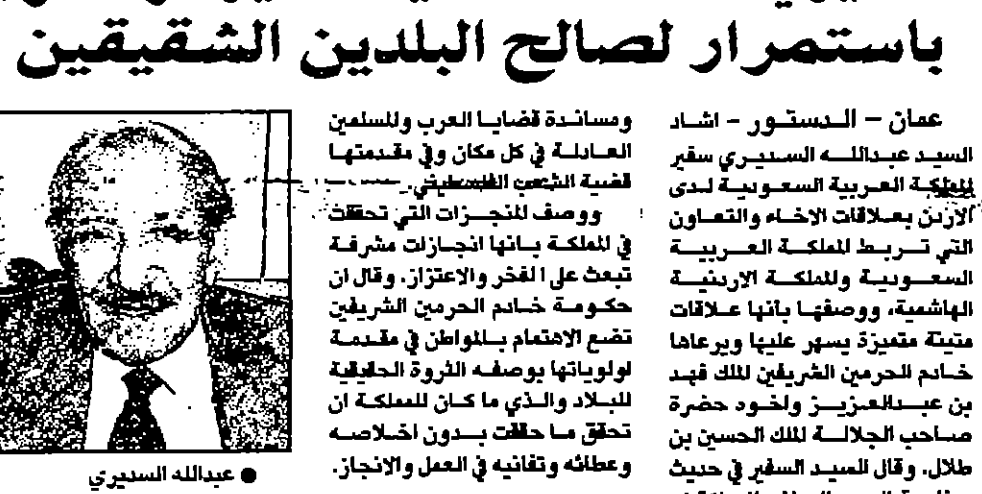 باستمرار لصالح البلدين الشقيقين
عمان – الدستور – اشاد
السيد عبدالله السديري سفير
المملكة العربية السعودية لدى
الاردن بعلاقات الاخاء والتعاون
التي تربط المملكة العربية
السعودية والمملكة الاردنية
الهاشمية، ووصفها بأنها علاقات
متينة متميزة يسهر عليها ويرعاها
خادم الحرمين الشريفين الملك فهد
بن عبدالعزيز واخوه حضرة
صاحب الجلالة الملك الحسين بن
طلال. وقال السيد السفير في حديث
ومساندة قضايا العرب والمسلمين
العادلة في كل مكان وفي مقدمتها
قضية الشعب الفلسطيني.
ووصف المنجزات التي تحققت
في المملكة بانها انجازات مشرفة
تبعث على الفخر والاعتزاز. وقال ان
حكومة خادم الحرمين الشريفين
تضع الاهتمام بالمواطن في مقدمة
اولوياتها بوصفه الثروة الحقيقية
للبلاد والذي ما كان للمملكة ان
تحقق ما حققت بدون اخلاصه
وعطائه وتفانيه في العمل والانجاز.
● عبدالله السديري